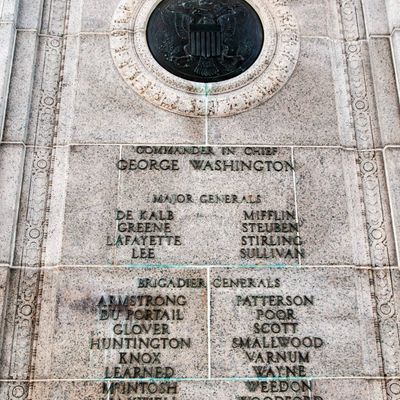 COMMANDER IN CHIEF
GEORGE WASHINGTON
MAJOR GENERALS
DE KALB MIFFLIN
GREENE STEUBEN
LAFAYETTE STIRLING
LEE SULLIVAN
BRIGADIER GENERALS
ARMSTRONG PATTERSON
DU PORTAIL POOR
GLOVER SCOTT
HUNTINGTON SMALLWOOD
KNOX VARNUM
LEARNED WAYNE
McINTOSH WEEDON
WOODFORD